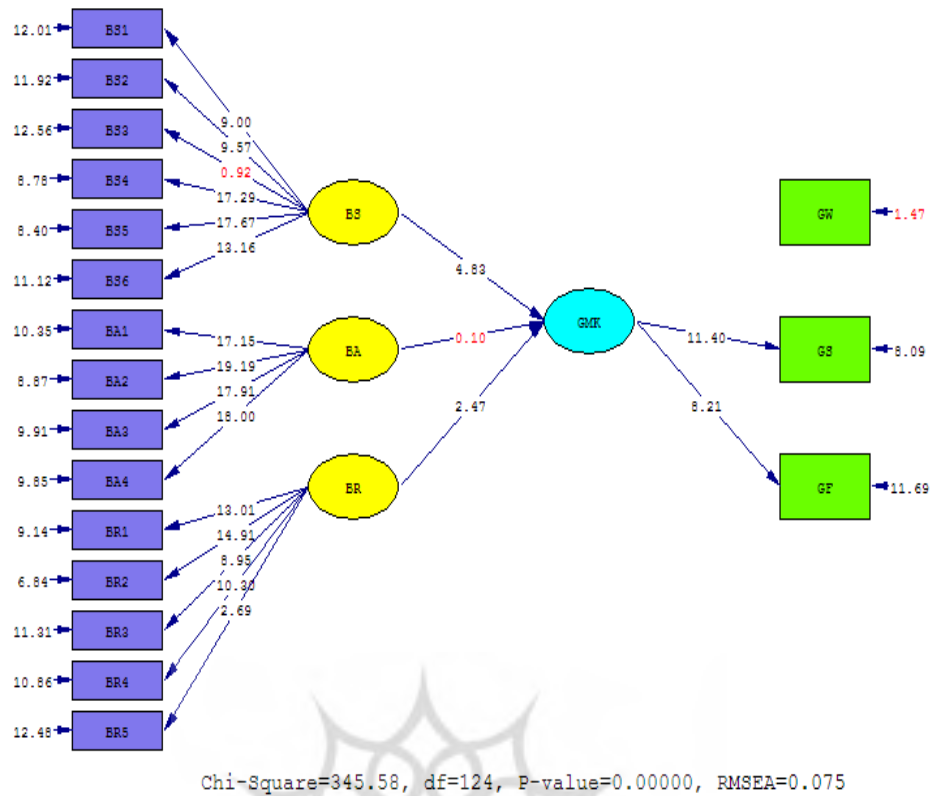 12.01 BS1
11.92 BS2
12.56 BS3
8.78 BS4
8.40 BS5
11.12 BS6
10.35 BA1
8.87 BA2
9.91 BA3
9.85 BA4
9.14 BR1
6.84 BR2
11.31 BR3
10.86 BR4
12.48 BR5
9.00
9.57
0.92
17.29
17.67
13.16
17.15
19.19
17.91
18.00
13.01
14.91
8.95
10.30
2.69
BS
BA
BR
4.83
0.10
2.47
GMK
11.40
8.21
GW 1.47
GS 8.09
GF 11.69
Chi-Square=345.58, df=124, P-value=0.00000, RMSEA=0.075